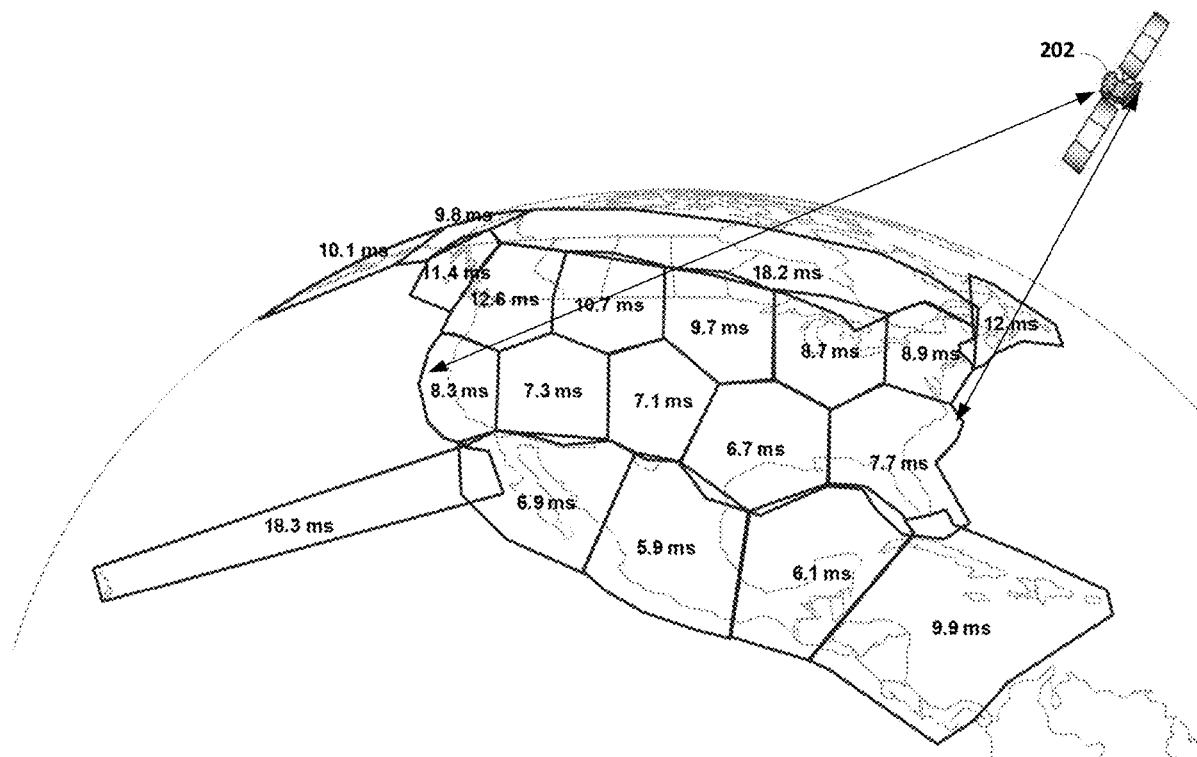 202
9.8 ms
10.1 ms
11.4 ms
18.2 ms
12.6 ms
10.7 ms
9.7 ms
12 ms
8.7 ms
8.9 ms
8.3 ms
7.3 ms
7.1 ms
6.7 ms
7.7 ms
6.9 ms
18.3 ms
5.9 ms
6.1 ms
9.9 ms